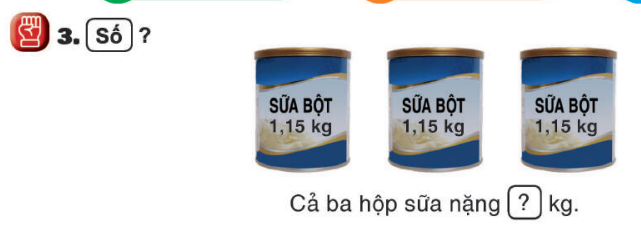 3. Số ?
SỮA BỘT
1,15 kg
SỮA BỘT
1,15 kg
SỮA BỘT
1,15 kg
Cả ba hộp sữa nặng ? kg.